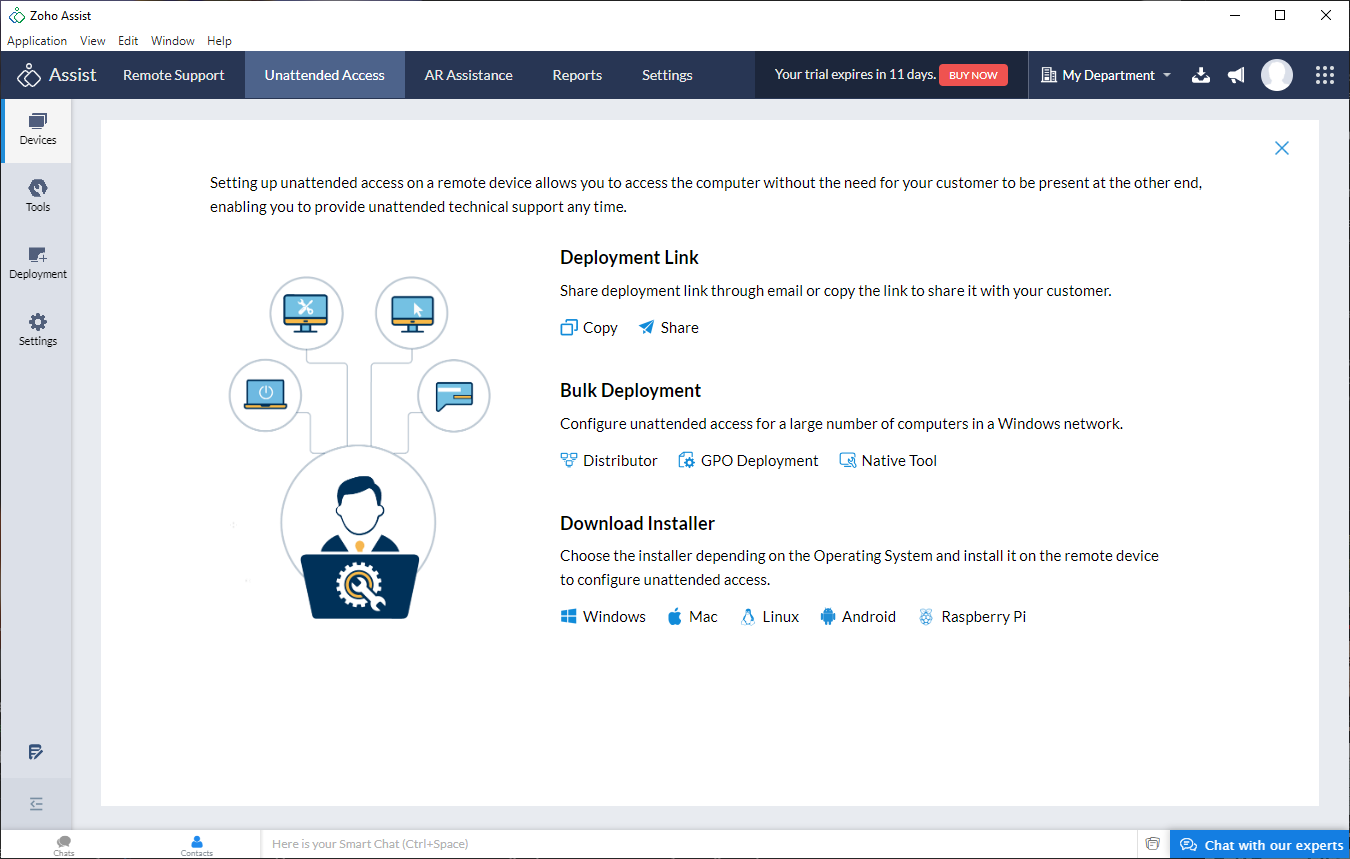 Zoho Assist
Application View Edit Window Help
Assist Remote Support Unattended Access AR Assistance Reports Settings Your trial expires in 11 days. BUY NOW My Department
Devices
Tools
Deployment
Settings
Setting up unattended access on a remote device allows you to access the computer without the need for your customer to be present at the other end,
enabling you to provide unattended technical support any time.
Deployment Link
Share deployment link through email or copy the link to share it with your customer.
Copy Share
Bulk Deployment
Configure unattended access for a large number of computers in a Windows network.
Distributor GPO Deployment Native Tool
Download Installer
Choose the installer depending on the Operating System and install it on the remote device
to configure unattended access.
Windows Mac Linux Android Raspberry Pi
Chats Contacts Here is your Smart Chat (Ctrl+Space) Chat with our experts